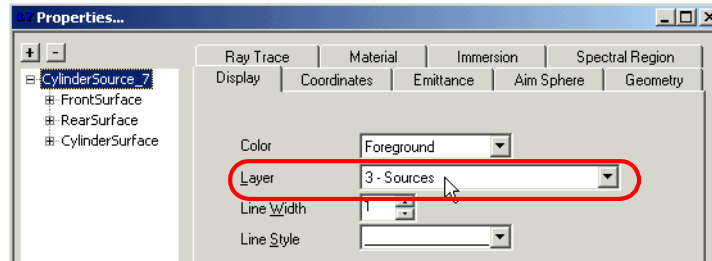 Properties...
+ -
Ray Trace Material Immersion Spectral Region
Display Coordinates Emittance Aim Sphere Geometry
CylinderSource_7
FrontSurface
RearSurface
CylinderSurface
Color Foreground
Layer 3 - Sources
Line Width 1
Line Style